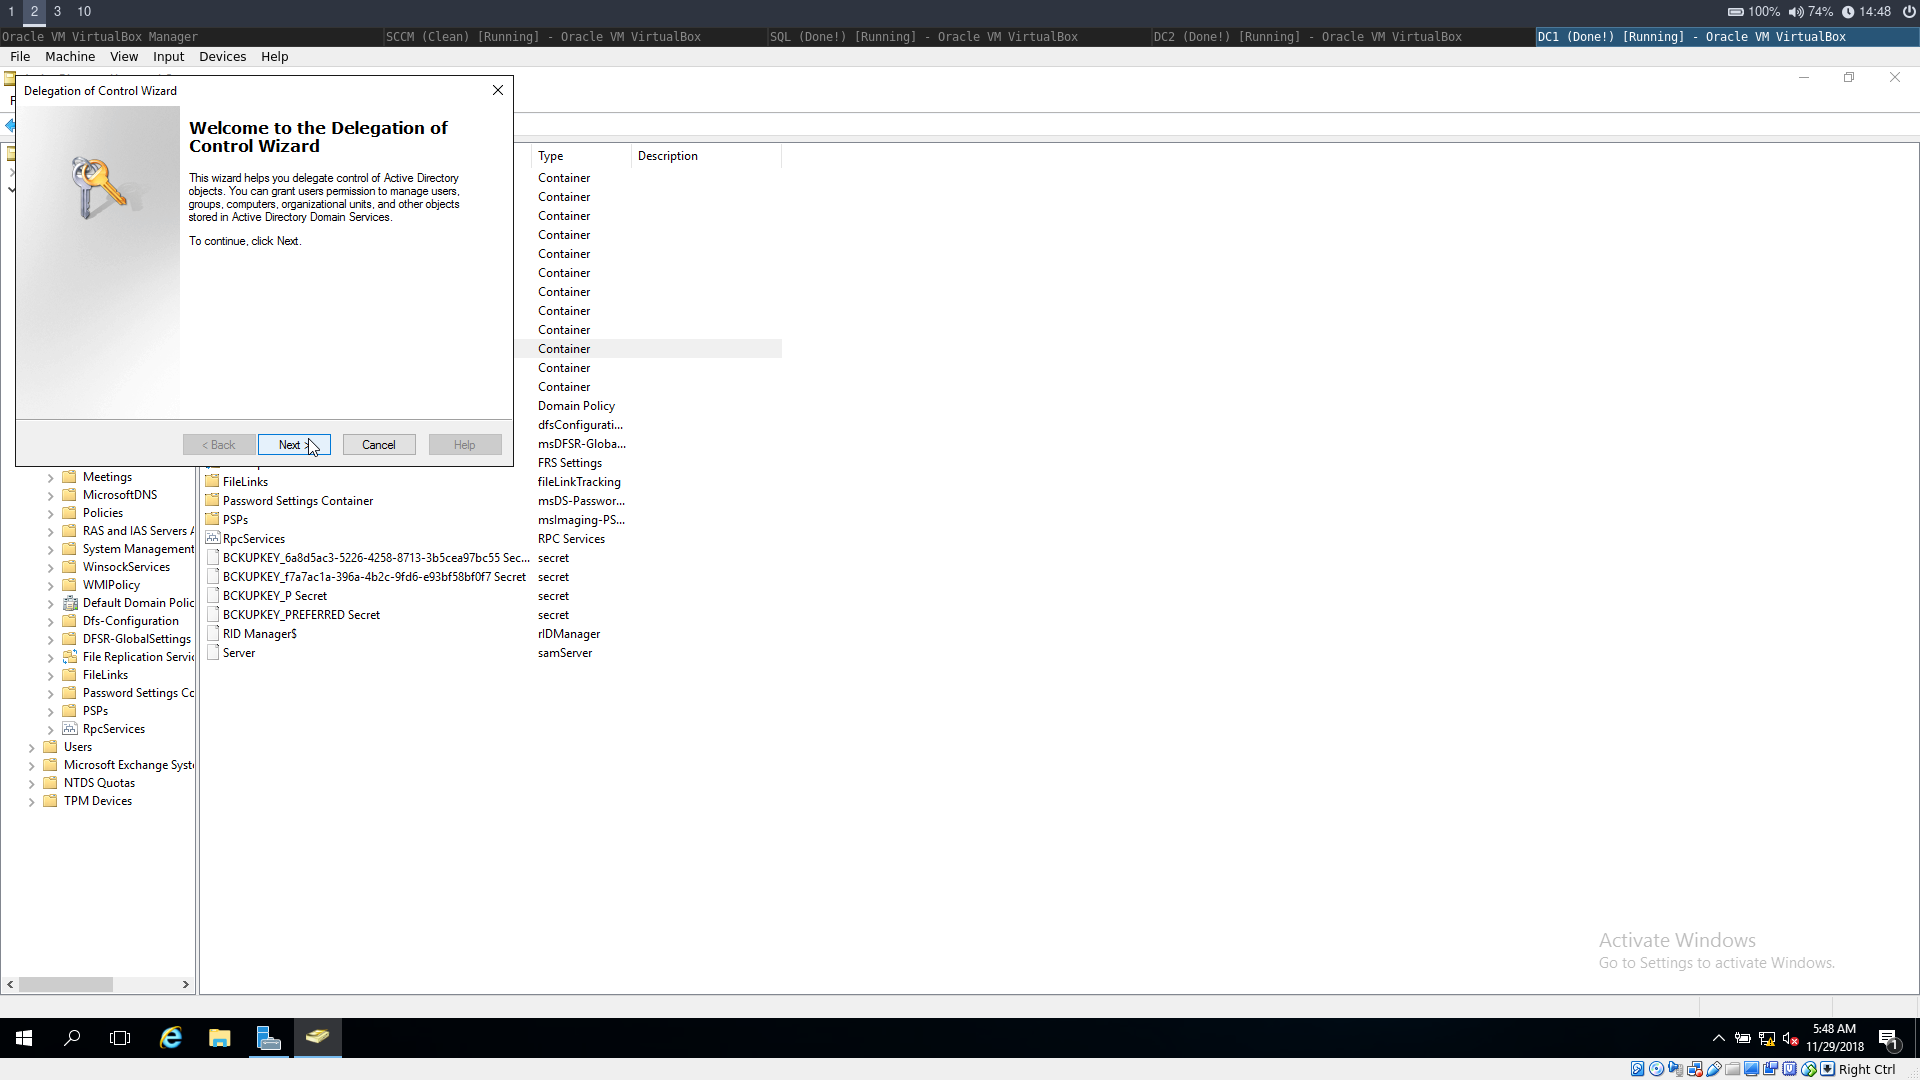 1 2 3 10
100% 74% 14:48
Oracle VM VirtualBox Manager
SCCM (Clean) [Running] - Oracle VM VirtualBox
SQL (Done!) [Running] - Oracle VM VirtualBox
DC2 (Done!) [Running] - Oracle VM VirtualBox
DC1 (Done!) [Running] - Oracle VM VirtualBox
File Machine View Input Devices Help
Delegation of Control Wizard
Welcome to the Delegation of
Control Wizard
This wizard helps you delegate control of Active Directory
objects. You can grant users permission to manage users,
groups, computers, organizational units, and other objects
stored in Active Directory Domain Services.
To continue, click Next.
< Back
Next >
Cancel
Help
Type Description
Container
Container
Container
Container
Container
Container
Container
Container
Container
Container
Container
Container
Domain Policy
dfsConfigurati...
msDFSR-Globa...
FRS Settings
FileLinks fileLinkTracking
Password Settings Container msDS-Passwor...
PSPs msImaging-PS...
RpcServices RPC Services
BCKUPKEY_6a8d5ac3-5226-4258-8713-3b5cea97bc55 Sec... secret
BCKUPKEY_f7a7ac1a-396a-4b2c-9fd6-e93bf58bf0f7 Secret secret
BCKUPKEY_P Secret secret
BCKUPKEY_PREFERRED Secret secret
RID Manager$ rIDManager
Server samServer
Meetings
MicrosoftDNS
Policies
RAS and IAS Servers
System Management
WinsockServices
WMIPolicy
Default Domain Polic
Dfs-Configuration
DFSR-GlobalSettings
File Replication Servi
FileLinks
Password Settings Co
PSPs
RpcServices
Users
Microsoft Exchange Syst
NTDS Quotas
TPM Devices
Activate Windows
Go to Settings to activate Windows.
5:48 AM
11/29/2018
1
Right Ctrl